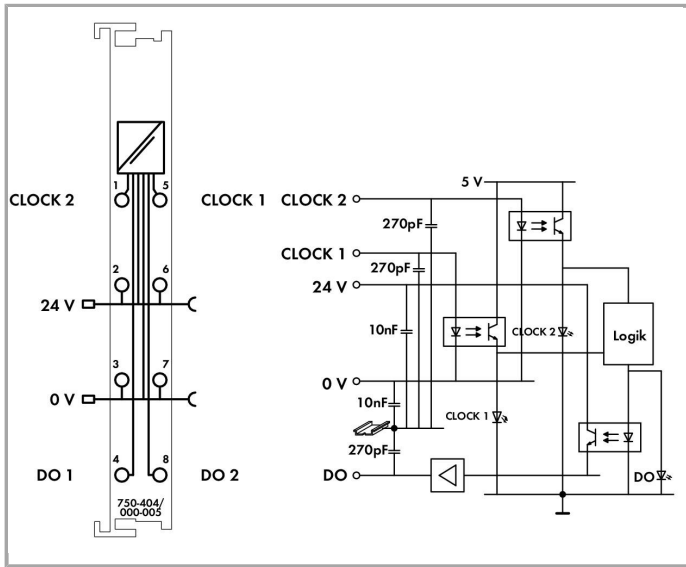 1 5
CLOCK 2 CLOCK 1
2 6
24 V
3 7
0 V
4 8
DO 1 DO 2
750-404/
000-005
5 V
CLOCK 2
270pF
CLOCK 1
270pF
24 V
10nF
CLOCK 2
Logik
0 V
10nF
CLOCK 1
270pF
DO
DO